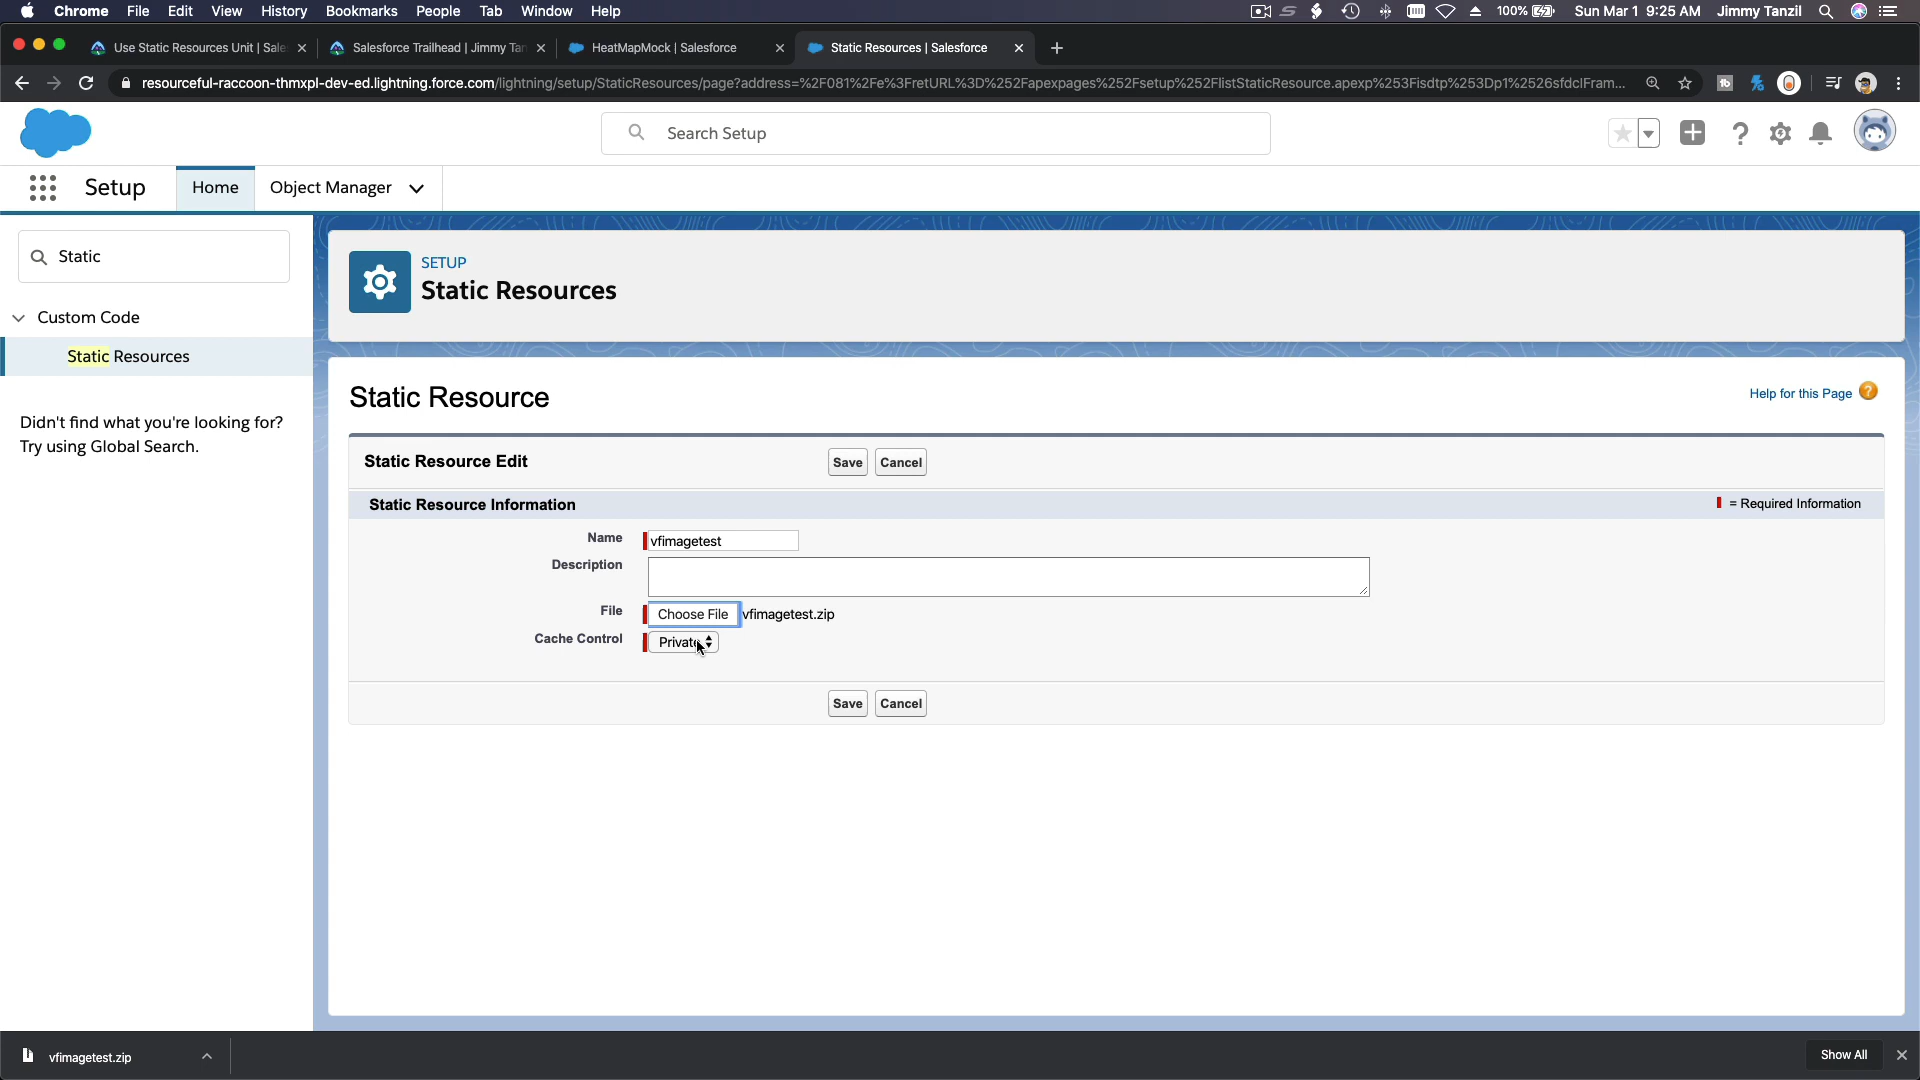 Chrome File Edit View History Bookmarks People Tab Window Help 100% Sun Mar 1 9:25 AM Jimmy Tanzil
Use Static Resources Unit | Sale Salesforce Trailhead | Jimmy Tan HeatMapMock | Salesforce Static Resources | Salesforce
resourceful-raccoon-thmxpl-dev-ed.lightning.force.com/lightning/setup/StaticResources/page?address=%2F081%2Fe%3FretURL%3D%252Fapexpages%252Fsetup%252FlistStaticResource.apexp%253Fisdtp%253Dp1%2526sfdcIFram...
Search Setup
Setup Home Object Manager
Static
Custom Code
Static Resources
Didn't find what you're looking for?
Try using Global Search.
SETUP
Static Resources
Static Resource
Help for this Page
Static Resource Edit Save Cancel
Static Resource Information = Required Information
Name vfimagetest
Description
File Choose File vfimagetest.zip
Cache Control Private
Save Cancel
vfimagetest.zip Show All